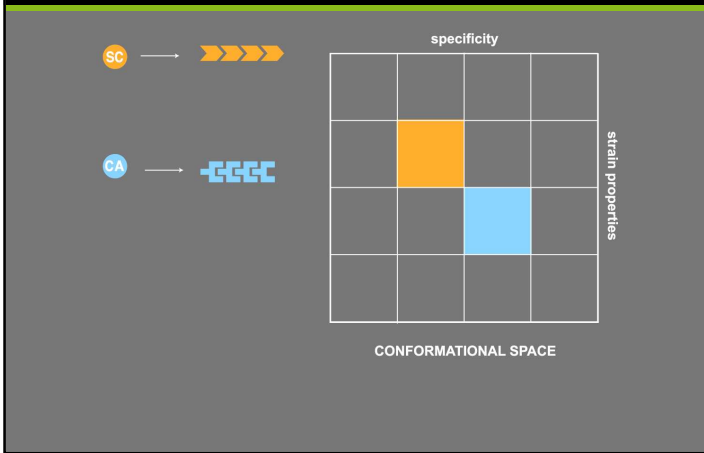 specificity
SC
CA
strain properties
CONFORMATIONAL SPACE